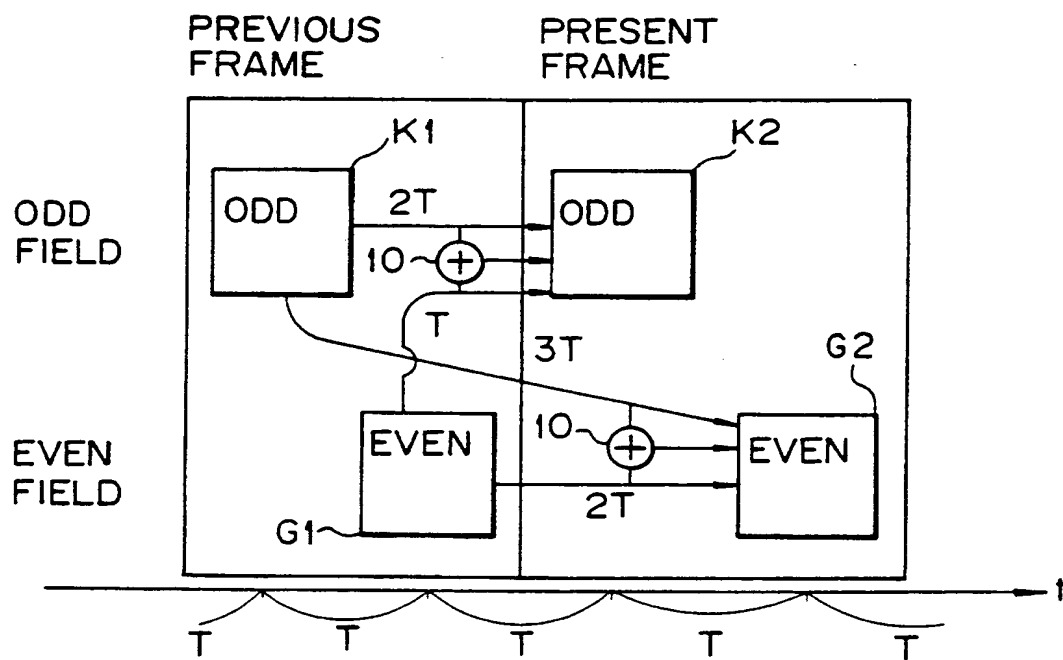 PREVIOUS
FRAME
PRESENT
FRAME
K1
K2
ODD
FIELD
ODD
2T
ODD
10
+
T
3T
G2
EVEN
FIELD
EVEN
10
+
EVEN
2T
G1
t
T
T
T
T
T